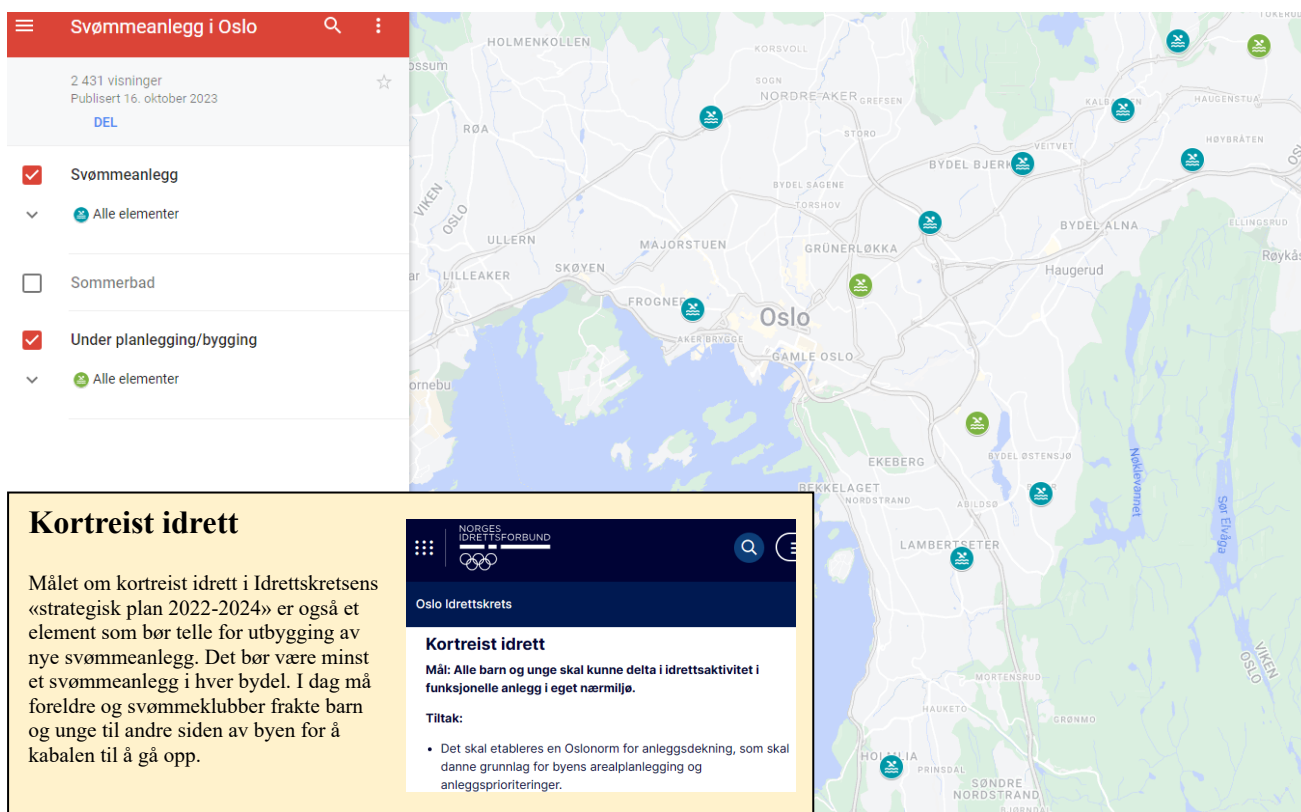 Svømmeanlegg i Oslo
2 431 visninger
Publisert 16. oktober 2023
DEL
Svømmeanlegg
Alle elementer
Sommerbad
Under planlegging/bygging
Alle elementer
HOLMENKOLLEN
KORSVOLL
SOGN
NORDRE AKER
GREFSEN
RØA
STORO
HAUGENSTUA
HØYBRÅTEN
VEITVET
BYDEL BJERK
BYDEL SAGENE
TORSHOV
VIKEN
OSLO
ULLERN
MAJORSTUEN
GRÜNERLØKKA
BYDEL ALNA
ELLINGSRUD
Røykås
LILLEAKER
SKØYEN
Haugerud
FROGNER
Oslo
AKER BRYGGE
GAMLE OSLO
ornebu
EKEBERG
BYDEL ØSTENSJØ
Nøklevannet
BEKKELAGET
NORDSTRAND
ABILDSØ
Sør Elvåga
LAMBERTSETER
VIKEN
OSLO
MORTENSRUD
HAUKETO
GRØNMO
HOLMLIA
PRINSDAL
SØNDRE
NORDSTRAND
BJØRNDAL
Kortreist idrett
Målet om kortreist idrett i Idrettskretsens
«strategisk plan 2022-2024» er også et
element som bør telle for utbygging av
nye svømmeanlegg. Det bør være minst
et svømmeanlegg i hver bydel. I dag må
foreldre og svømmeklubber frakte barn
og unge til andre siden av byen for å
kabalen til å gå opp.
NORGES
IDRETTSFORBUND
Oslo Idrettskrets
Kortreist idrett
Mål: Alle barn og unge skal kunne delta i idrettsaktivitet i
funksjonelle anlegg i eget nærmiljø.
Tiltak:
• Det skal etableres en Oslonorm for anleggsdekning, som skal
danne grunnlag for byens arealplanlegging og
anleggsprioriteringer.